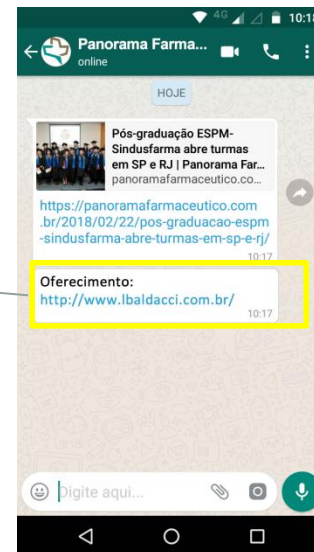 4G 10:18
Panorama Farma...
online
HOJE
Pós-graduação ESPM-
Sindusfarma abre turmas
em SP e RJ | Panorama Far...
panoramafarmaceutico.co...
https://panoramafarmaceutico.com
.br/2018/02/22/pos-graduacao-espm
-sindusfarma-abre-turmas-em-sp-e-rj/
10:17
Oferecimento:
http://www.lbaldacci.com.br/
10:17
Digite aqui...